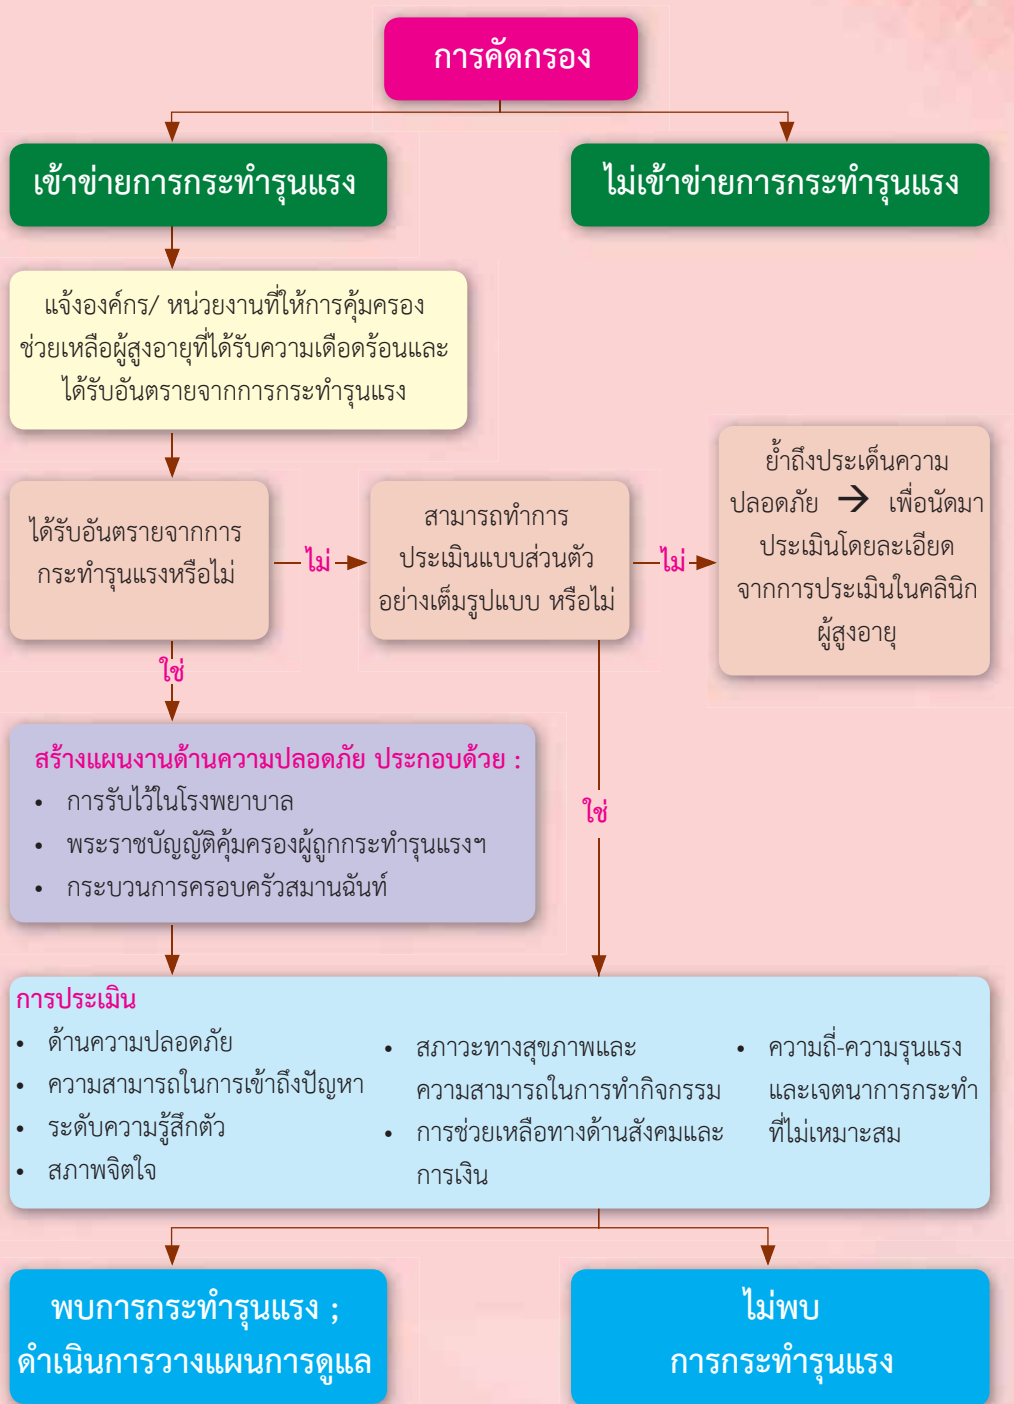 การคัดกรอง
เข้าข่ายการกระทำรุนแรง
ไม่เข้าข่ายการกระทำรุนแรง
แจ้งองค์กร/ หน่วยงานที่ให้การคุ้มครอง
ช่วยเหลือผู้สูงอายุที่ได้รับความเดือดร้อนและ
ได้รับอันตรายจากการกระทำรุนแรง
ได้รับอันตรายจากการ
กระทำรุนแรงหรือไม่
ไม่
สามารถทำการ
ประเมินแบบส่วนตัว
อย่างเต็มรูปแบบ หรือไม่
ไม่
ย้ำถึงประเด็นความ
ปลอดภัย → เพื่อนัดมา
ประเมินโดยละเอียด
จากการประเมินในคลินิก
ผู้สูงอายุ
ใช่
สร้างแผนงานด้านความปลอดภัย ประกอบด้วย :
• การรับไว้ในโรงพยาบาล
• พระราชบัญญัติคุ้มครองผู้ถูกกระทำรุนแรงฯ
• กระบวนการครอบครัวสมานฉันท์
ใช่
การประเมิน
• ด้านความปลอดภัย
• ความสามารถในการเข้าถึงปัญหา
• ระดับความรู้สึกตัว
• สภาพจิตใจ
• สภาวะทางสุขภาพและ
ความสามารถในการทำกิจกรรม
• การช่วยเหลือทางด้านสังคมและ
การเงิน
• ความถี่-ความรุนแรง
และเจตนาการกระทำ
ที่ไม่เหมาะสม
พบการกระทำรุนแรง ;
ดำเนินการวางแผนการดูแล
ไม่พบ
การกระทำรุนแรง